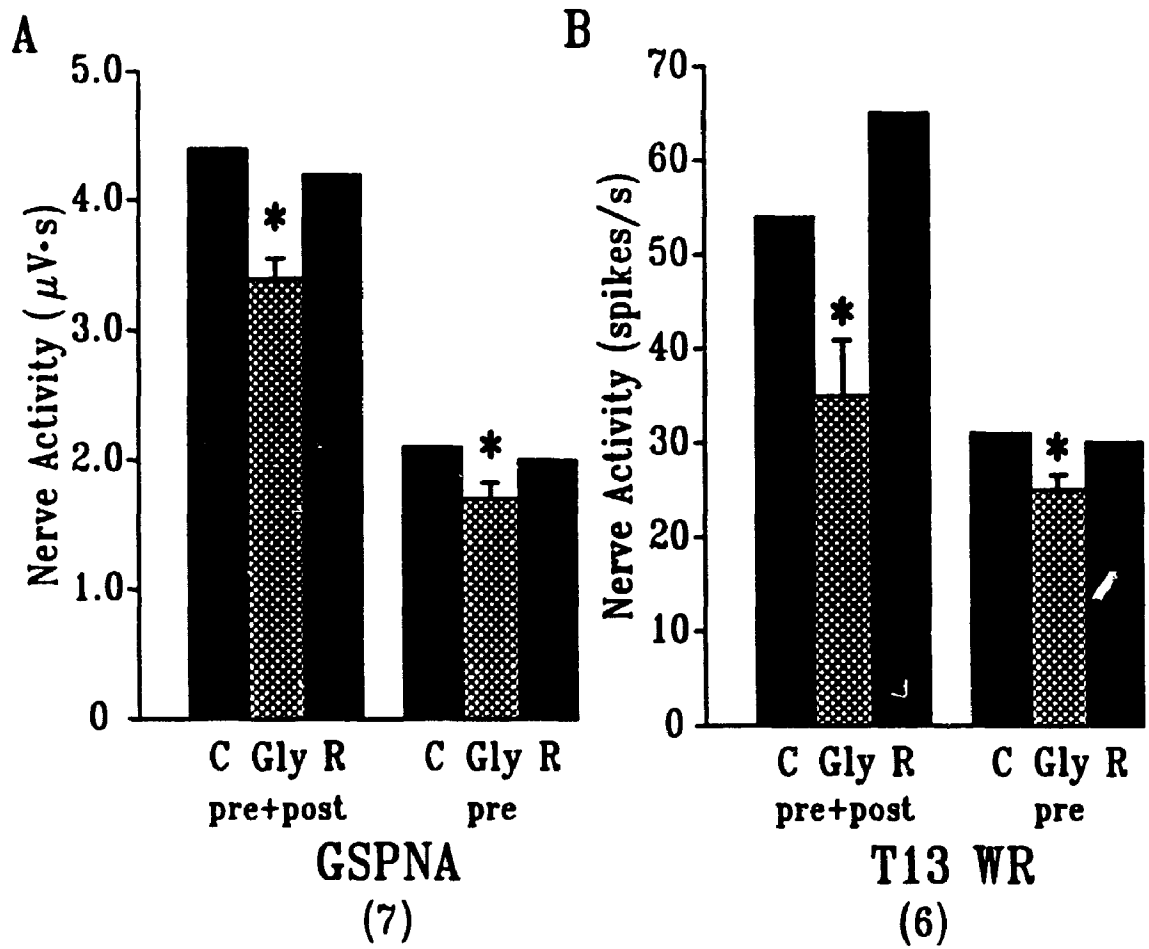 A
Nerve Activity (μV·s)
5.0
4.0
3.0
2.0
1.0
0
*
*
C Gly R
C Gly R
pre+post
pre
GSPNA
(7)
B
Nerve Activity (spikes/s)
70
60
50
40
30
20
10
0
*
*
C Gly R
C Gly R
pre+post
pre
T13 WR
(6)